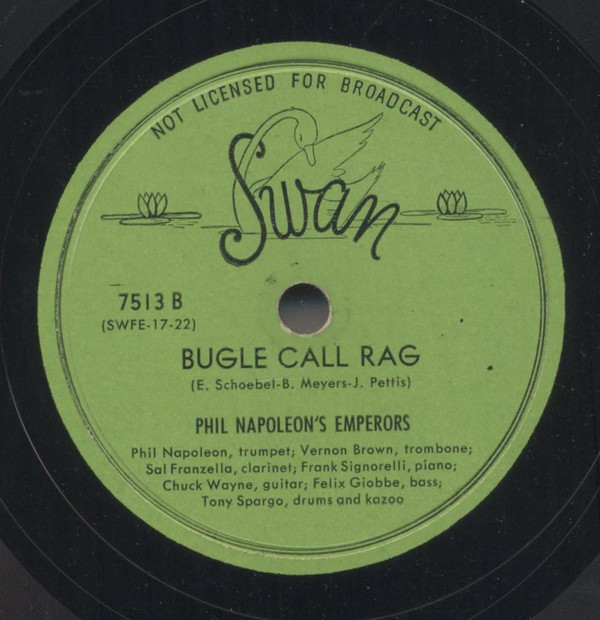 NOT LICENSED FOR BROADCAST
Swan
7513 B
(SWFE-17-22)
BUGLE CALL RAG
(E. Schoebel-B. Meyers-J. Pettis)
PHIL NAPOLEON'S EMPERORS
Phil Napoleon, trumpet; Vernon Brown, trombone;
Sal Franzella, clarinet; Frank Signorelli, piano;
Chuck Wayne, guitar; Felix Giobbe, bass;
Tony Spargo, drums and kazoo